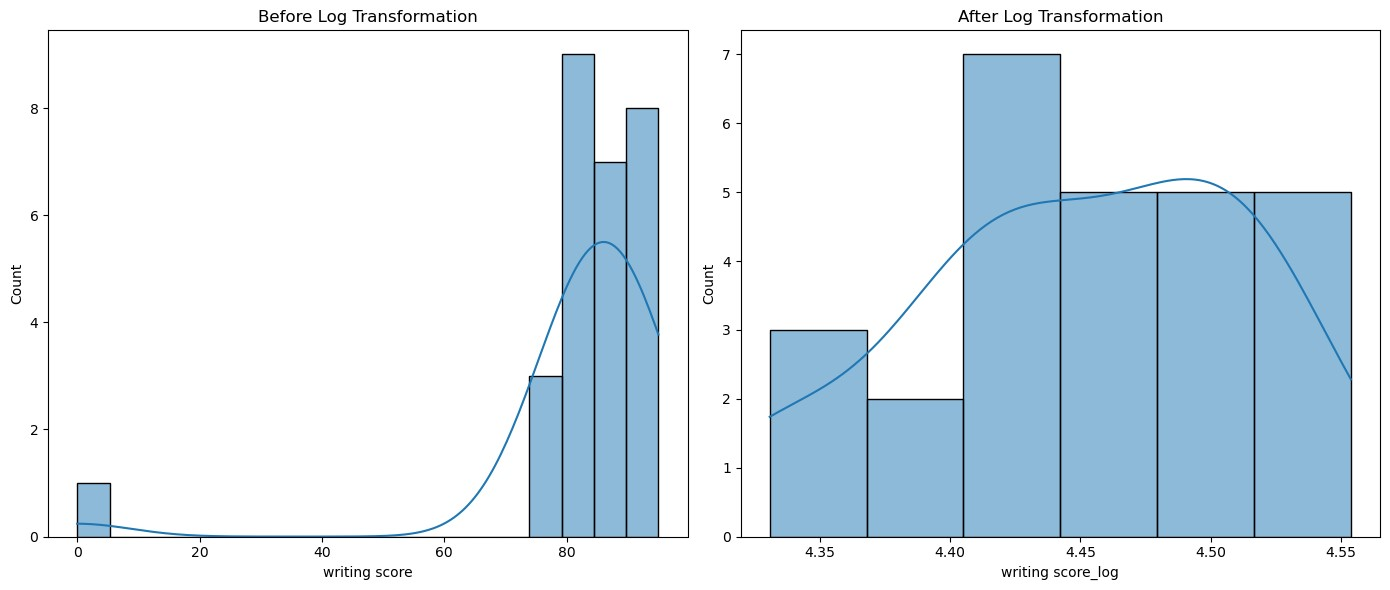 Before Log Transformation
8
6
4
2
0
Count
0 20 40 60 80
writing score
After Log Transformation
7
6
5
4
3
2
1
0
Count
4.35 4.40 4.45 4.50 4.55
writing score_log